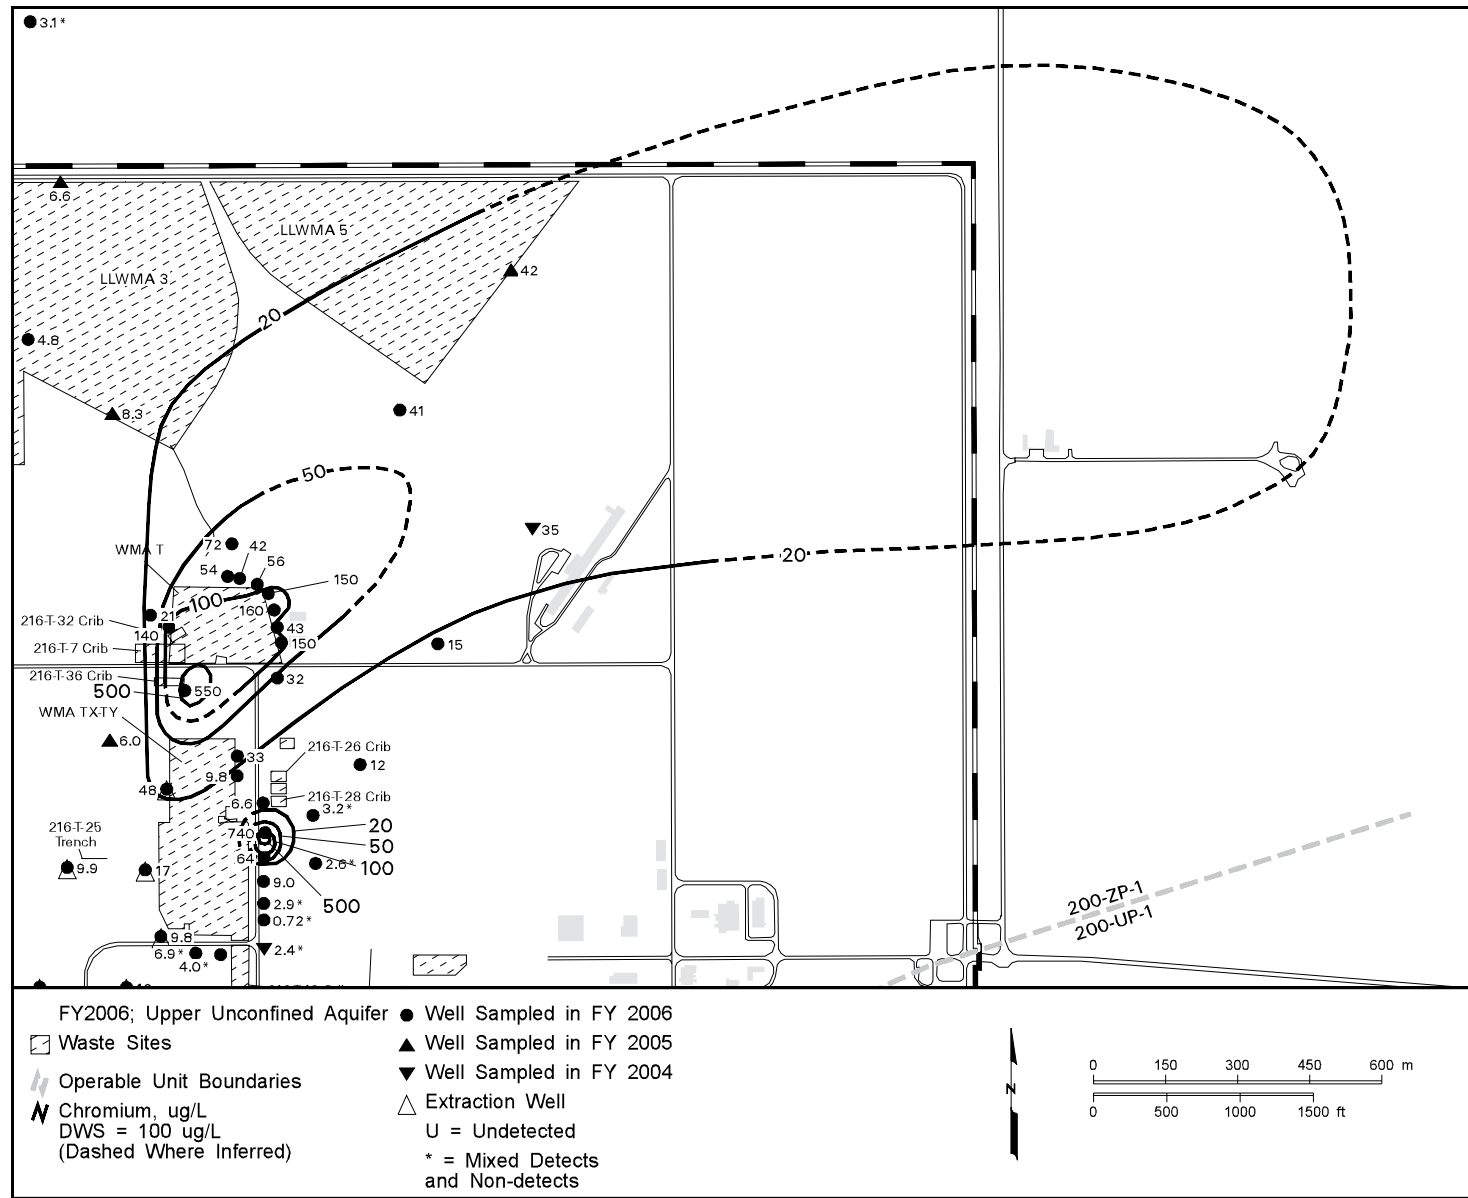 3.1*
6.6
LLWMA 5
LLWMA 3
42
20
4.8
41
8.3
50
35
72
42
WMA T
54
56
150
20
100
160
21
216-T-32 Crib
140
43
150
15
216-T-7 Crib
216-T-36 Crib
32
500
550
WMA TX-TY
6.0
33
216-T-26 Crib
12
9.8
48
216-T-28 Crib
6.6
3.2*
20
740
50
216-T-25
Trench
64
2.6*
100
9.9
17
9.0
500
2.9*
0.72*
200-ZP-1
200-UP-1
9.8
6.9*
2.4*
4.0*
FY2006; Upper Unconfined Aquifer
Waste Sites
Operable Unit Boundaries
Chromium, ug/L
DWS = 100 ug/L
(Dashed Where Inferred)
Well Sampled in FY 2006
Well Sampled in FY 2005
Well Sampled in FY 2004
Extraction Well
U = Undetected
* = Mixed Detects
and Non-detects
N
0 150 300 450 600 m
0 500 1000 1500 ft